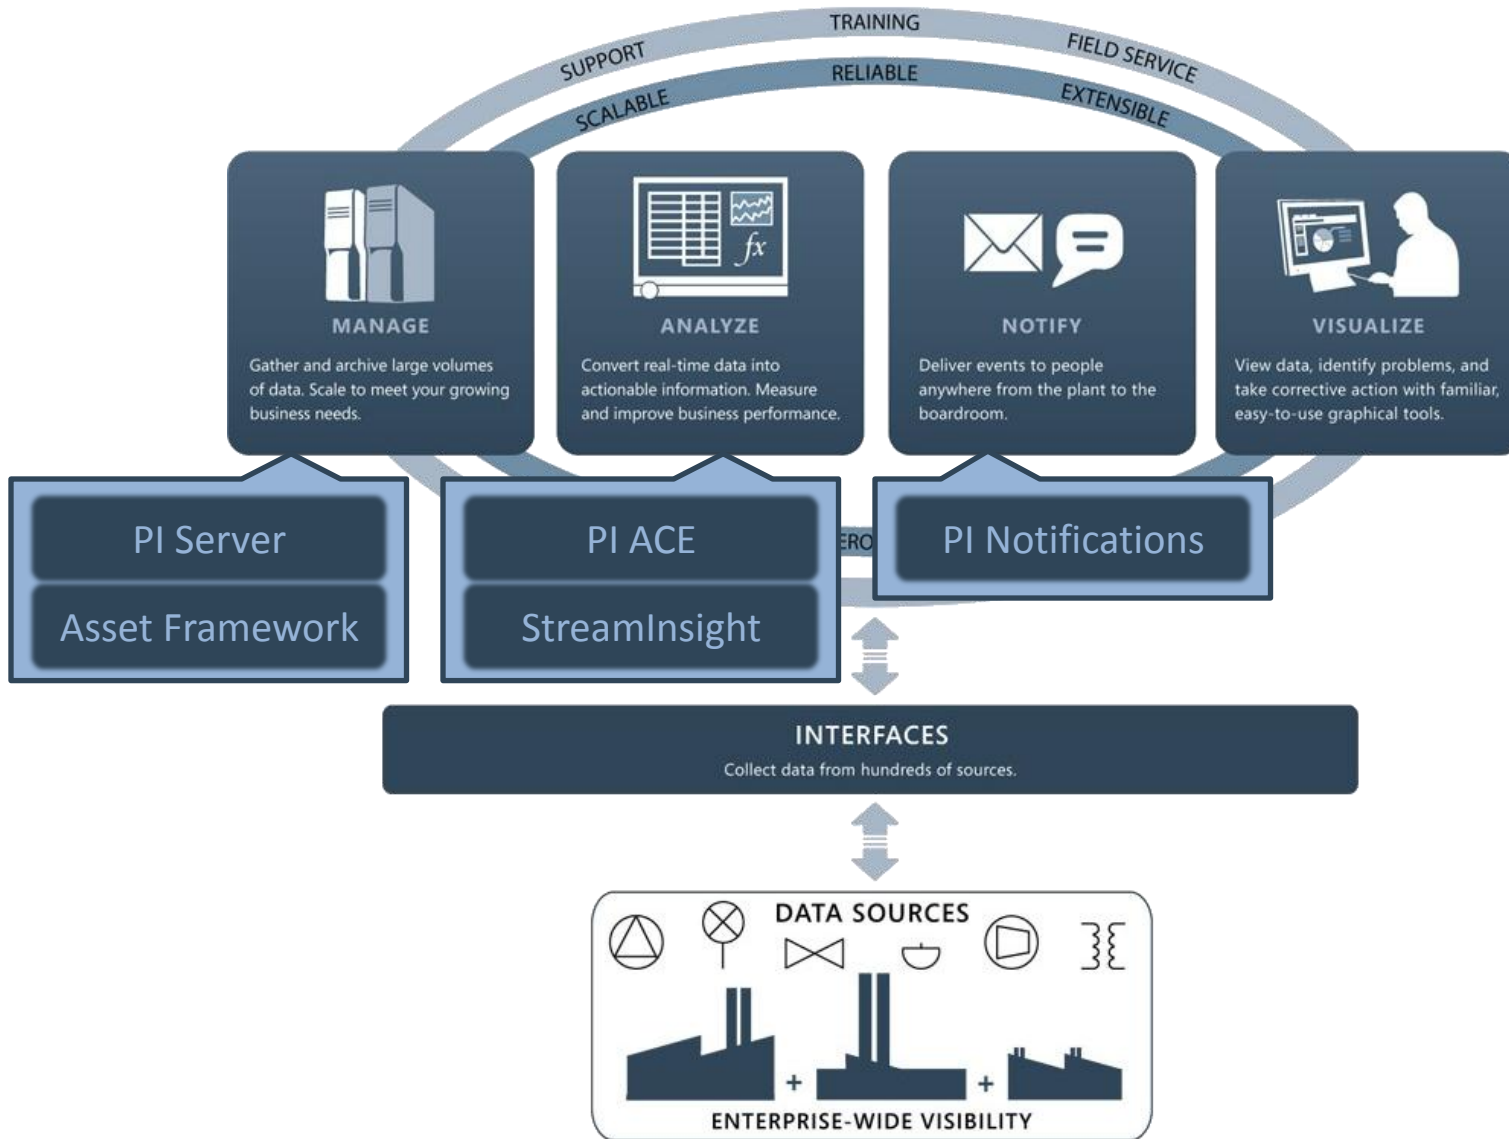 TRAINING
SUPPORT
FIELD SERVICE
RELIABLE
SCALABLE
EXTENSIBLE
fx
MANAGE
Gather and archive large volumes
of data. Scale to meet your growing
business needs.
ANALYZE
Convert real-time data into
actionable information. Measure
and improve business performance.
NOTIFY
Deliver events to people
anywhere from the plant to the
boardroom.
VISUALIZE
View data, identify problems, and
take corrective action with familiar,
easy-to-use graphical tools.
PI Server
Asset Framework
PI ACE
StreamInsight
PI Notifications
INTERFACES
Collect data from hundreds of sources.
DATA SOURCES
+ +
ENTERPRISE-WIDE VISIBILITY